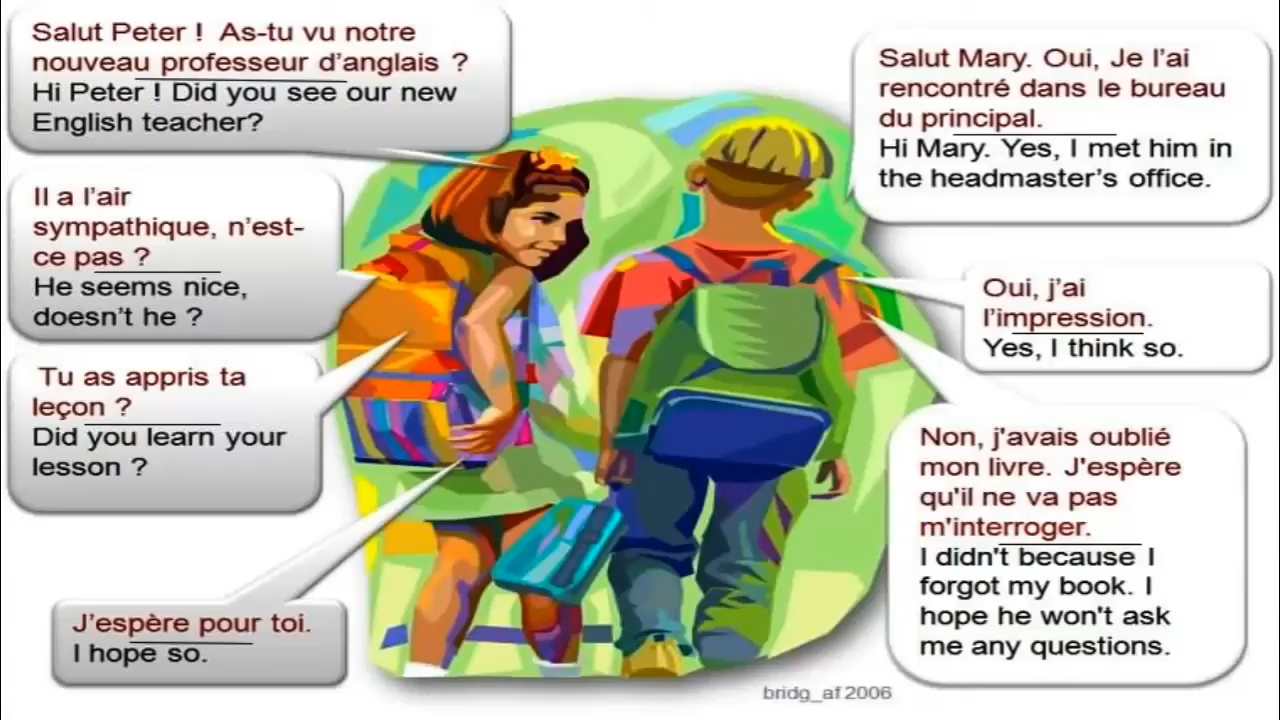 Salut Peter ! As-tu vu notre
nouveau professeur d’anglais ?
Hi Peter ! Did you see our new
English teacher?
Salut Mary. Oui, Je l’ai
rencontré dans le bureau
du principal.
Hi Mary. Yes, I met him in
the headmaster’s office.
Il a l’air
sympathique, n’est-
ce pas ?
He seems nice,
doesn’t he ?
Oui, j’ai
l’impression.
Yes, I think so.
Tu as appris ta
leçon ?
Did you learn your
lesson ?
Non, j'avais oublié
mon livre. J'espère
qu'il ne va pas
m'interroger.
I didn't because I
forgot my book. I
hope he won't ask
me any questions.
J’espère pour toi.
I hope so.
bridg_af 2006